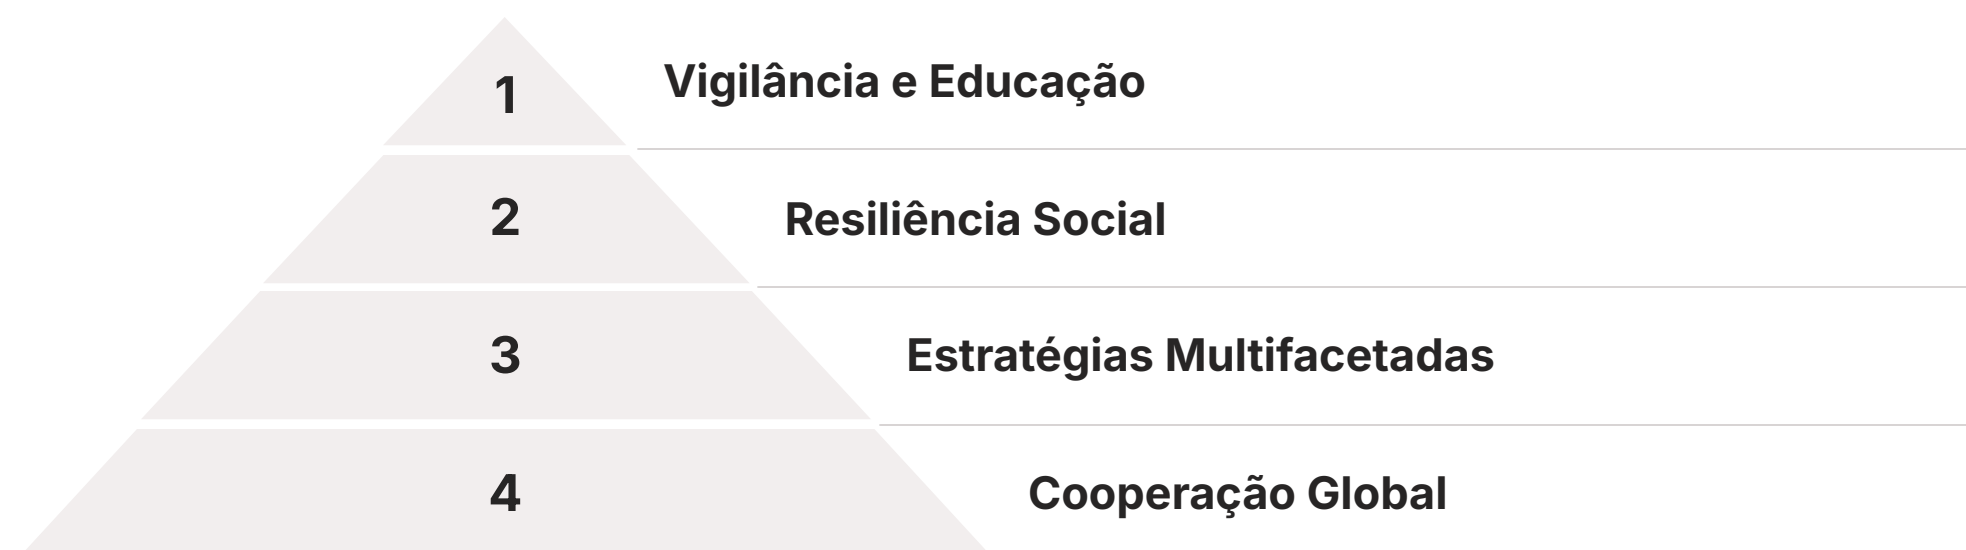 1 Vigilância e Educação
2 Resiliência Social
3 Estratégias Multifacetadas
4 Cooperação Global